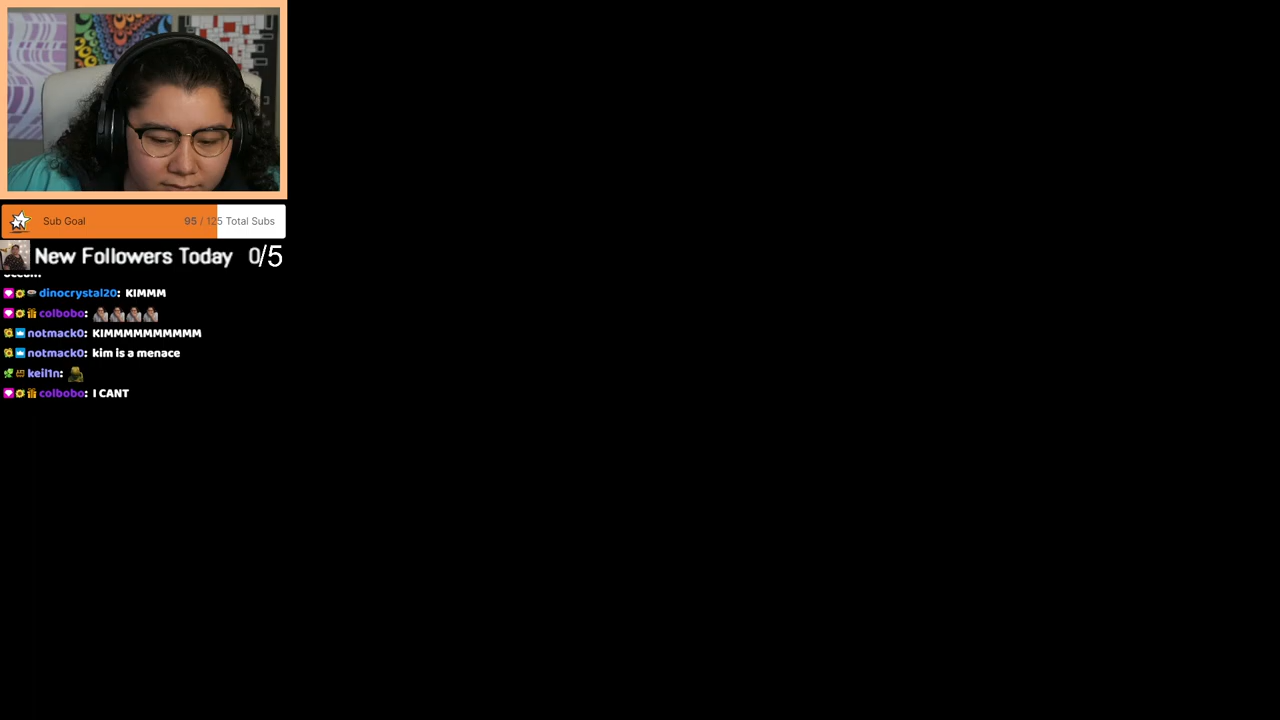 Sub Goal 95 / 125 Total Subs
New Followers Today 0/5
dinocrystal20: KIMMM
colbobo:
notmack0: KIMMMMMMMMMM
notmack0: kim is a menace
keil1n:
colbobo: I CANT